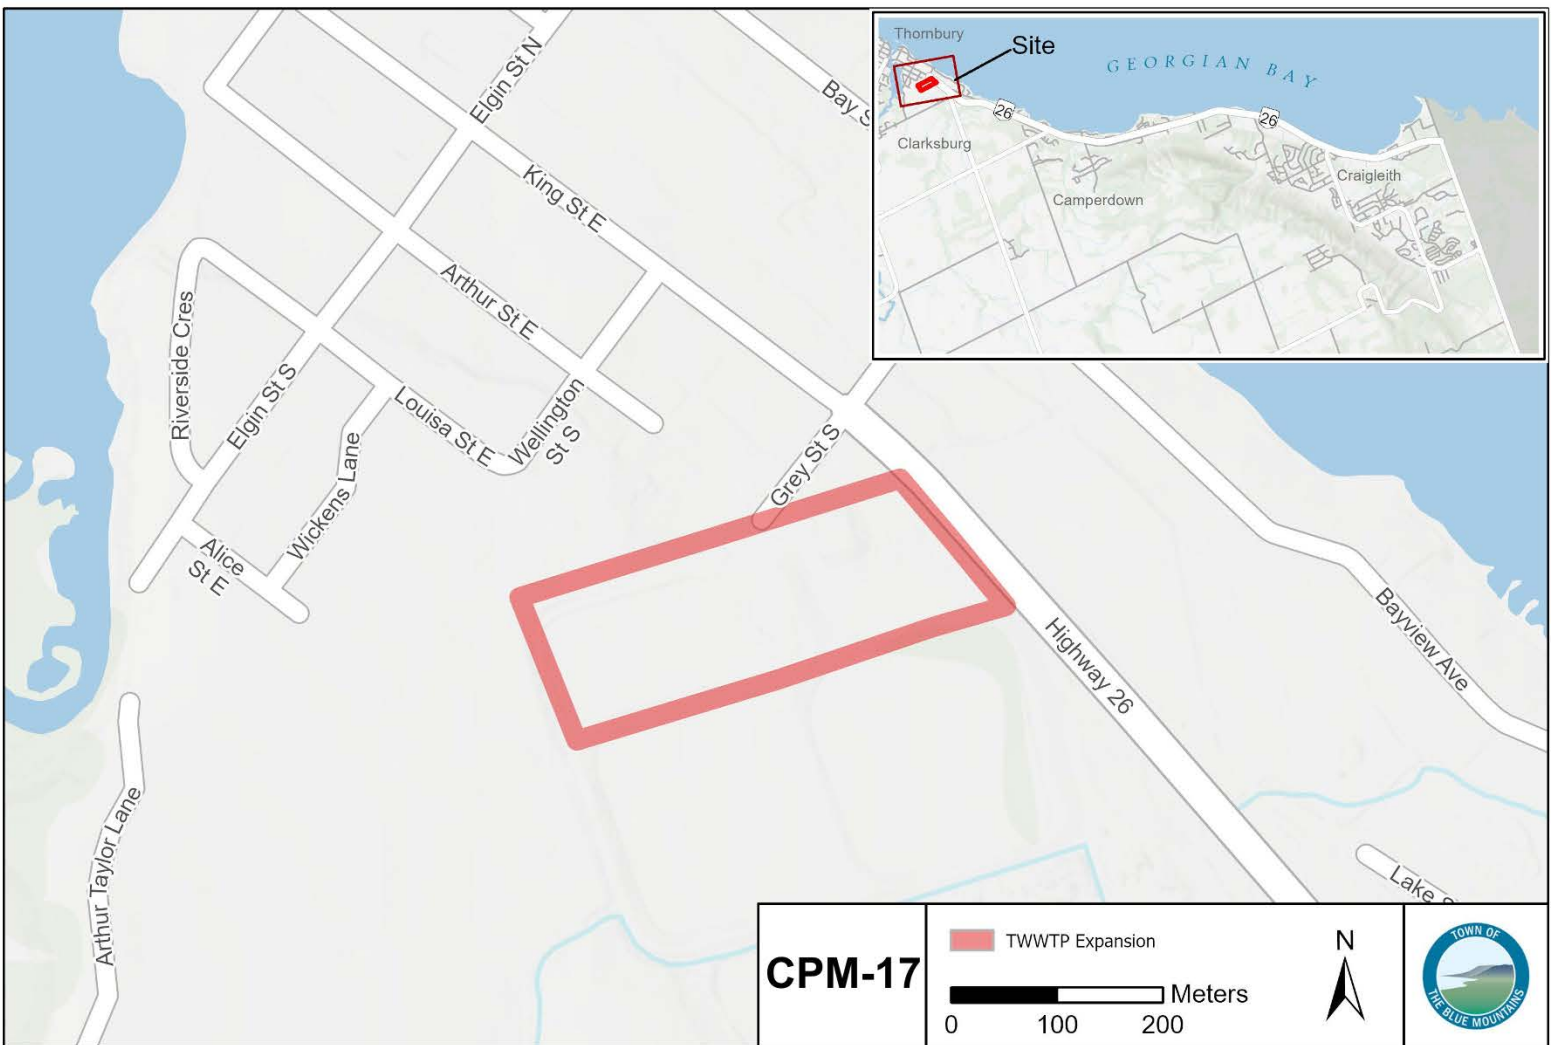 Thornbury
Site
GEORGIAN BAY
26
26
Clarksburg
Camperdown
Craigleith
Elgin St N
Bay S
King St E
Arthur St E
Riverside Cres
Elgin St S
Louisa St E
Wellington
St S
Wickens Lane
Grey St S
Alice
St E
Bayview Ave
Highway 26
Arthur Taylor Lane
Lake S
CPM-17
TWWTP Expansion
Meters
0 100 200
N
TOWN OF
THE BLUE MOUNTAINS